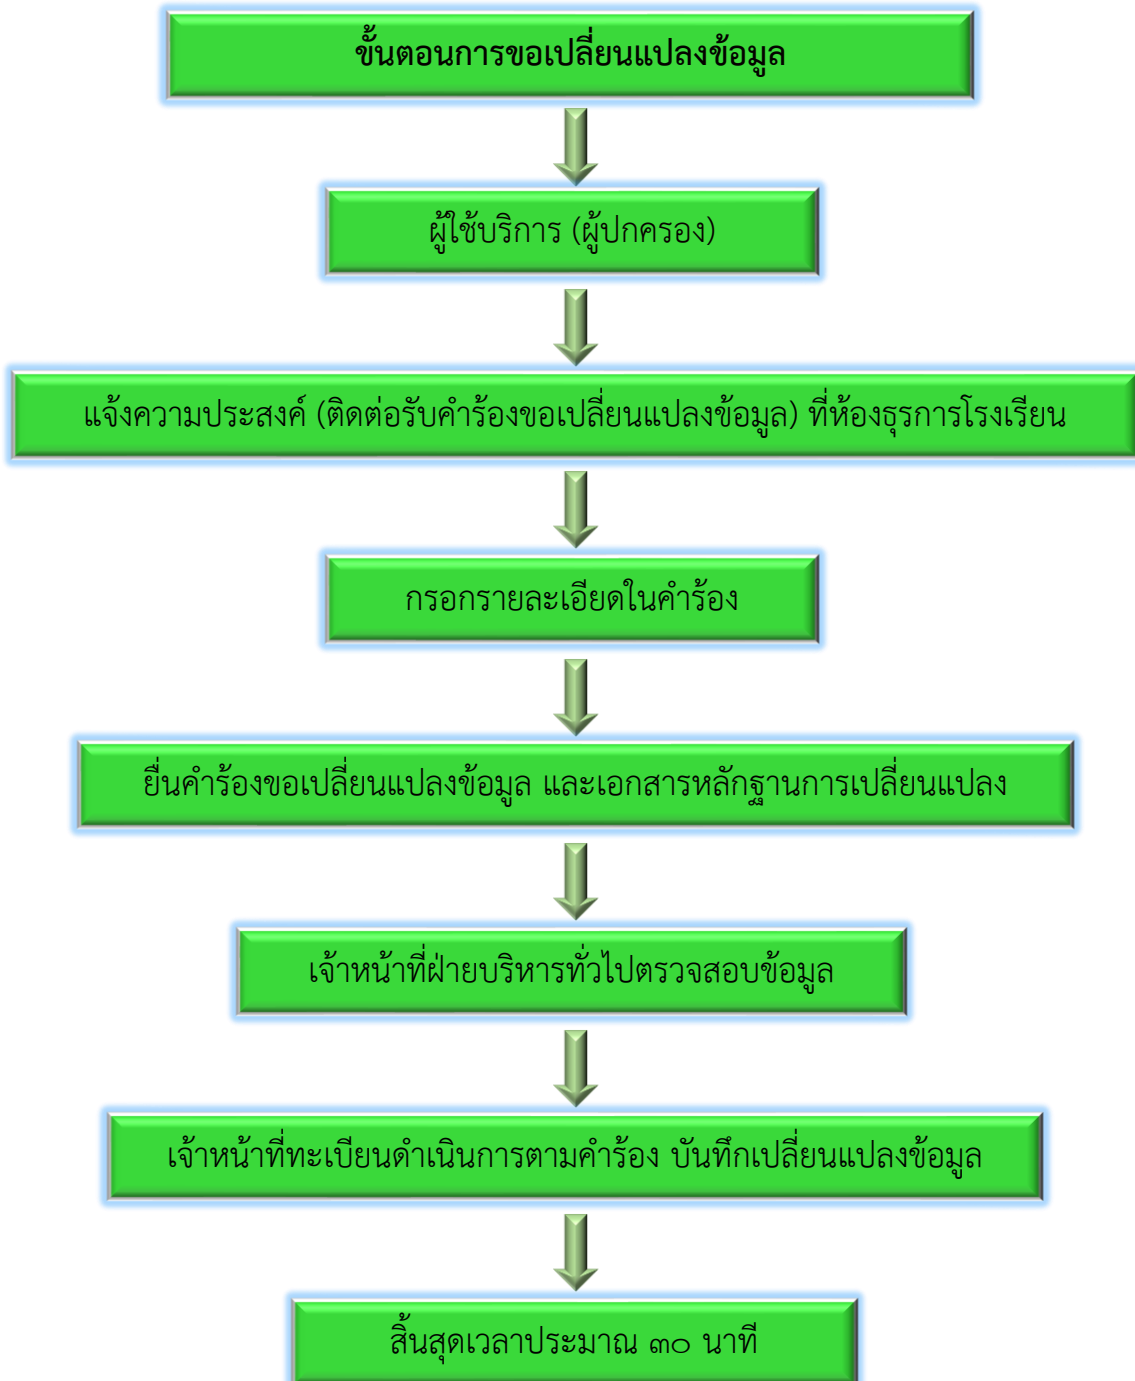 ขั้นตอนการขอเปลี่ยนแปลงข้อมูล
ผู้ใช้บริการ (ผู้ปกครอง)
แจ้งความประสงค์ (ติดต่อรับคำร้องขอเปลี่ยนแปลงข้อมูล) ที่ห้องธุรการโรงเรียน
กรอกรายละเอียดในคำร้อง
ยื่นคำร้องขอเปลี่ยนแปลงข้อมูล และเอกสารหลักฐานการเปลี่ยนแปลง
เจ้าหน้าที่ฝ่ายบริหารทั่วไปตรวจสอบข้อมูล
เจ้าหน้าที่ทะเบียนดำเนินการตามคำร้อง บันทึกเปลี่ยนแปลงข้อมูล
สิ้นสุดเวลาประมาณ ๓๐ นาที